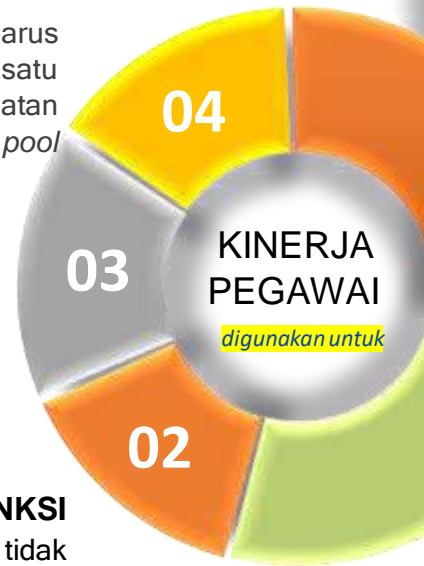 arus
satu
atan
pool
04
03
KINERJA
PEGAWAI
digunakan untuk
02
NKSI
tidak